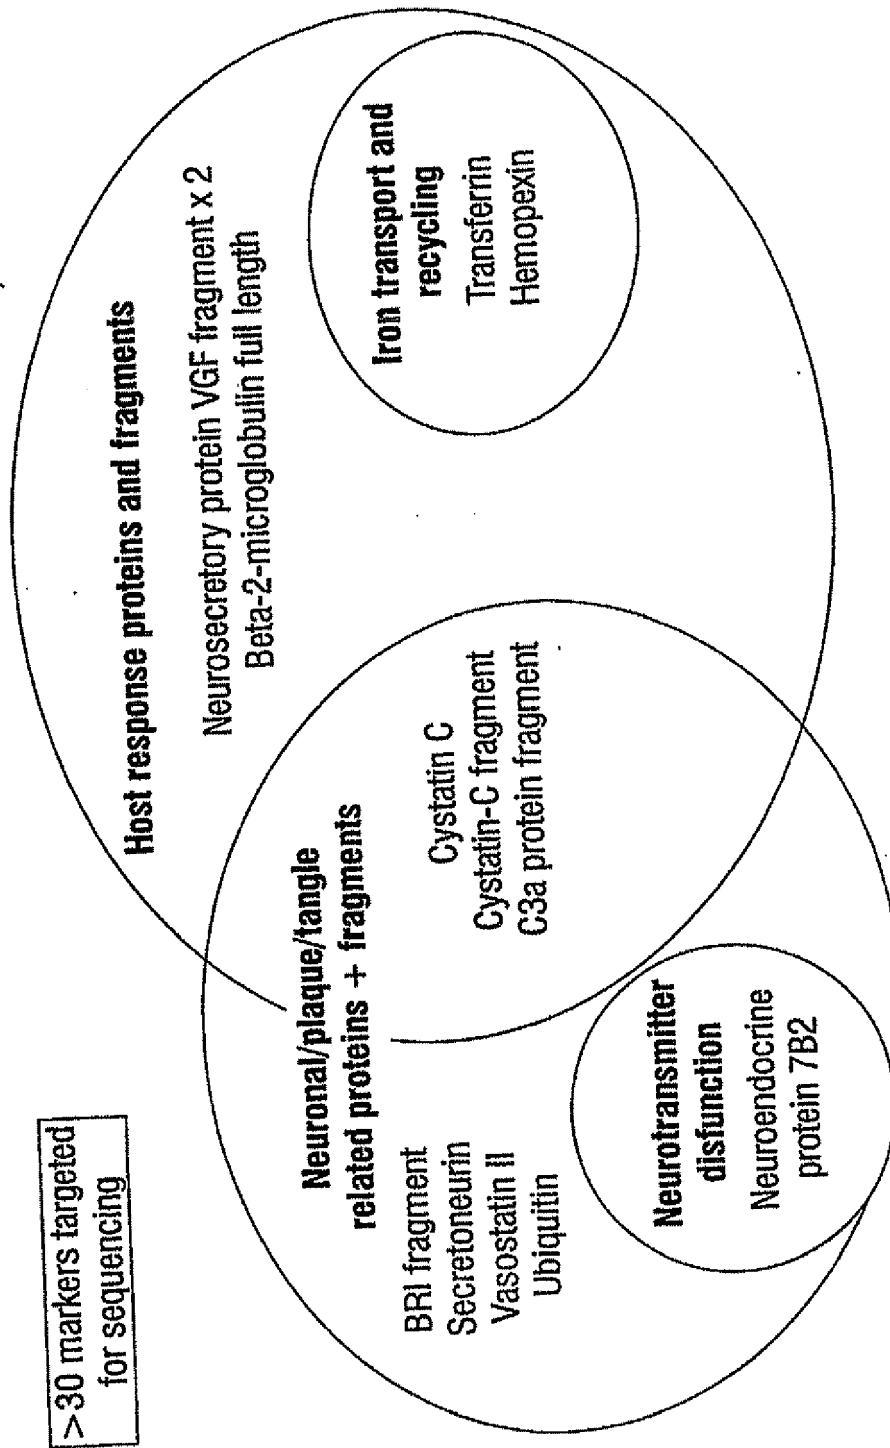 >30 markers targeted
for sequencing
Host response proteins and fragments
Neurosecretory protein VGF fragment x 2
Beta-2-microglobulin full length
Iron transport and
recycling
Transferrin
Hemopexin
Neuronal/plaque/tangle
related proteins + fragments
Cystatin C
Cystatin-C fragment
C3a protein fragment
BRI fragment
Secretoneurin
Vasostatin II
Ubiquitin
Neurotransmitter
disfunction
Neuroendocrine
protein 7B2